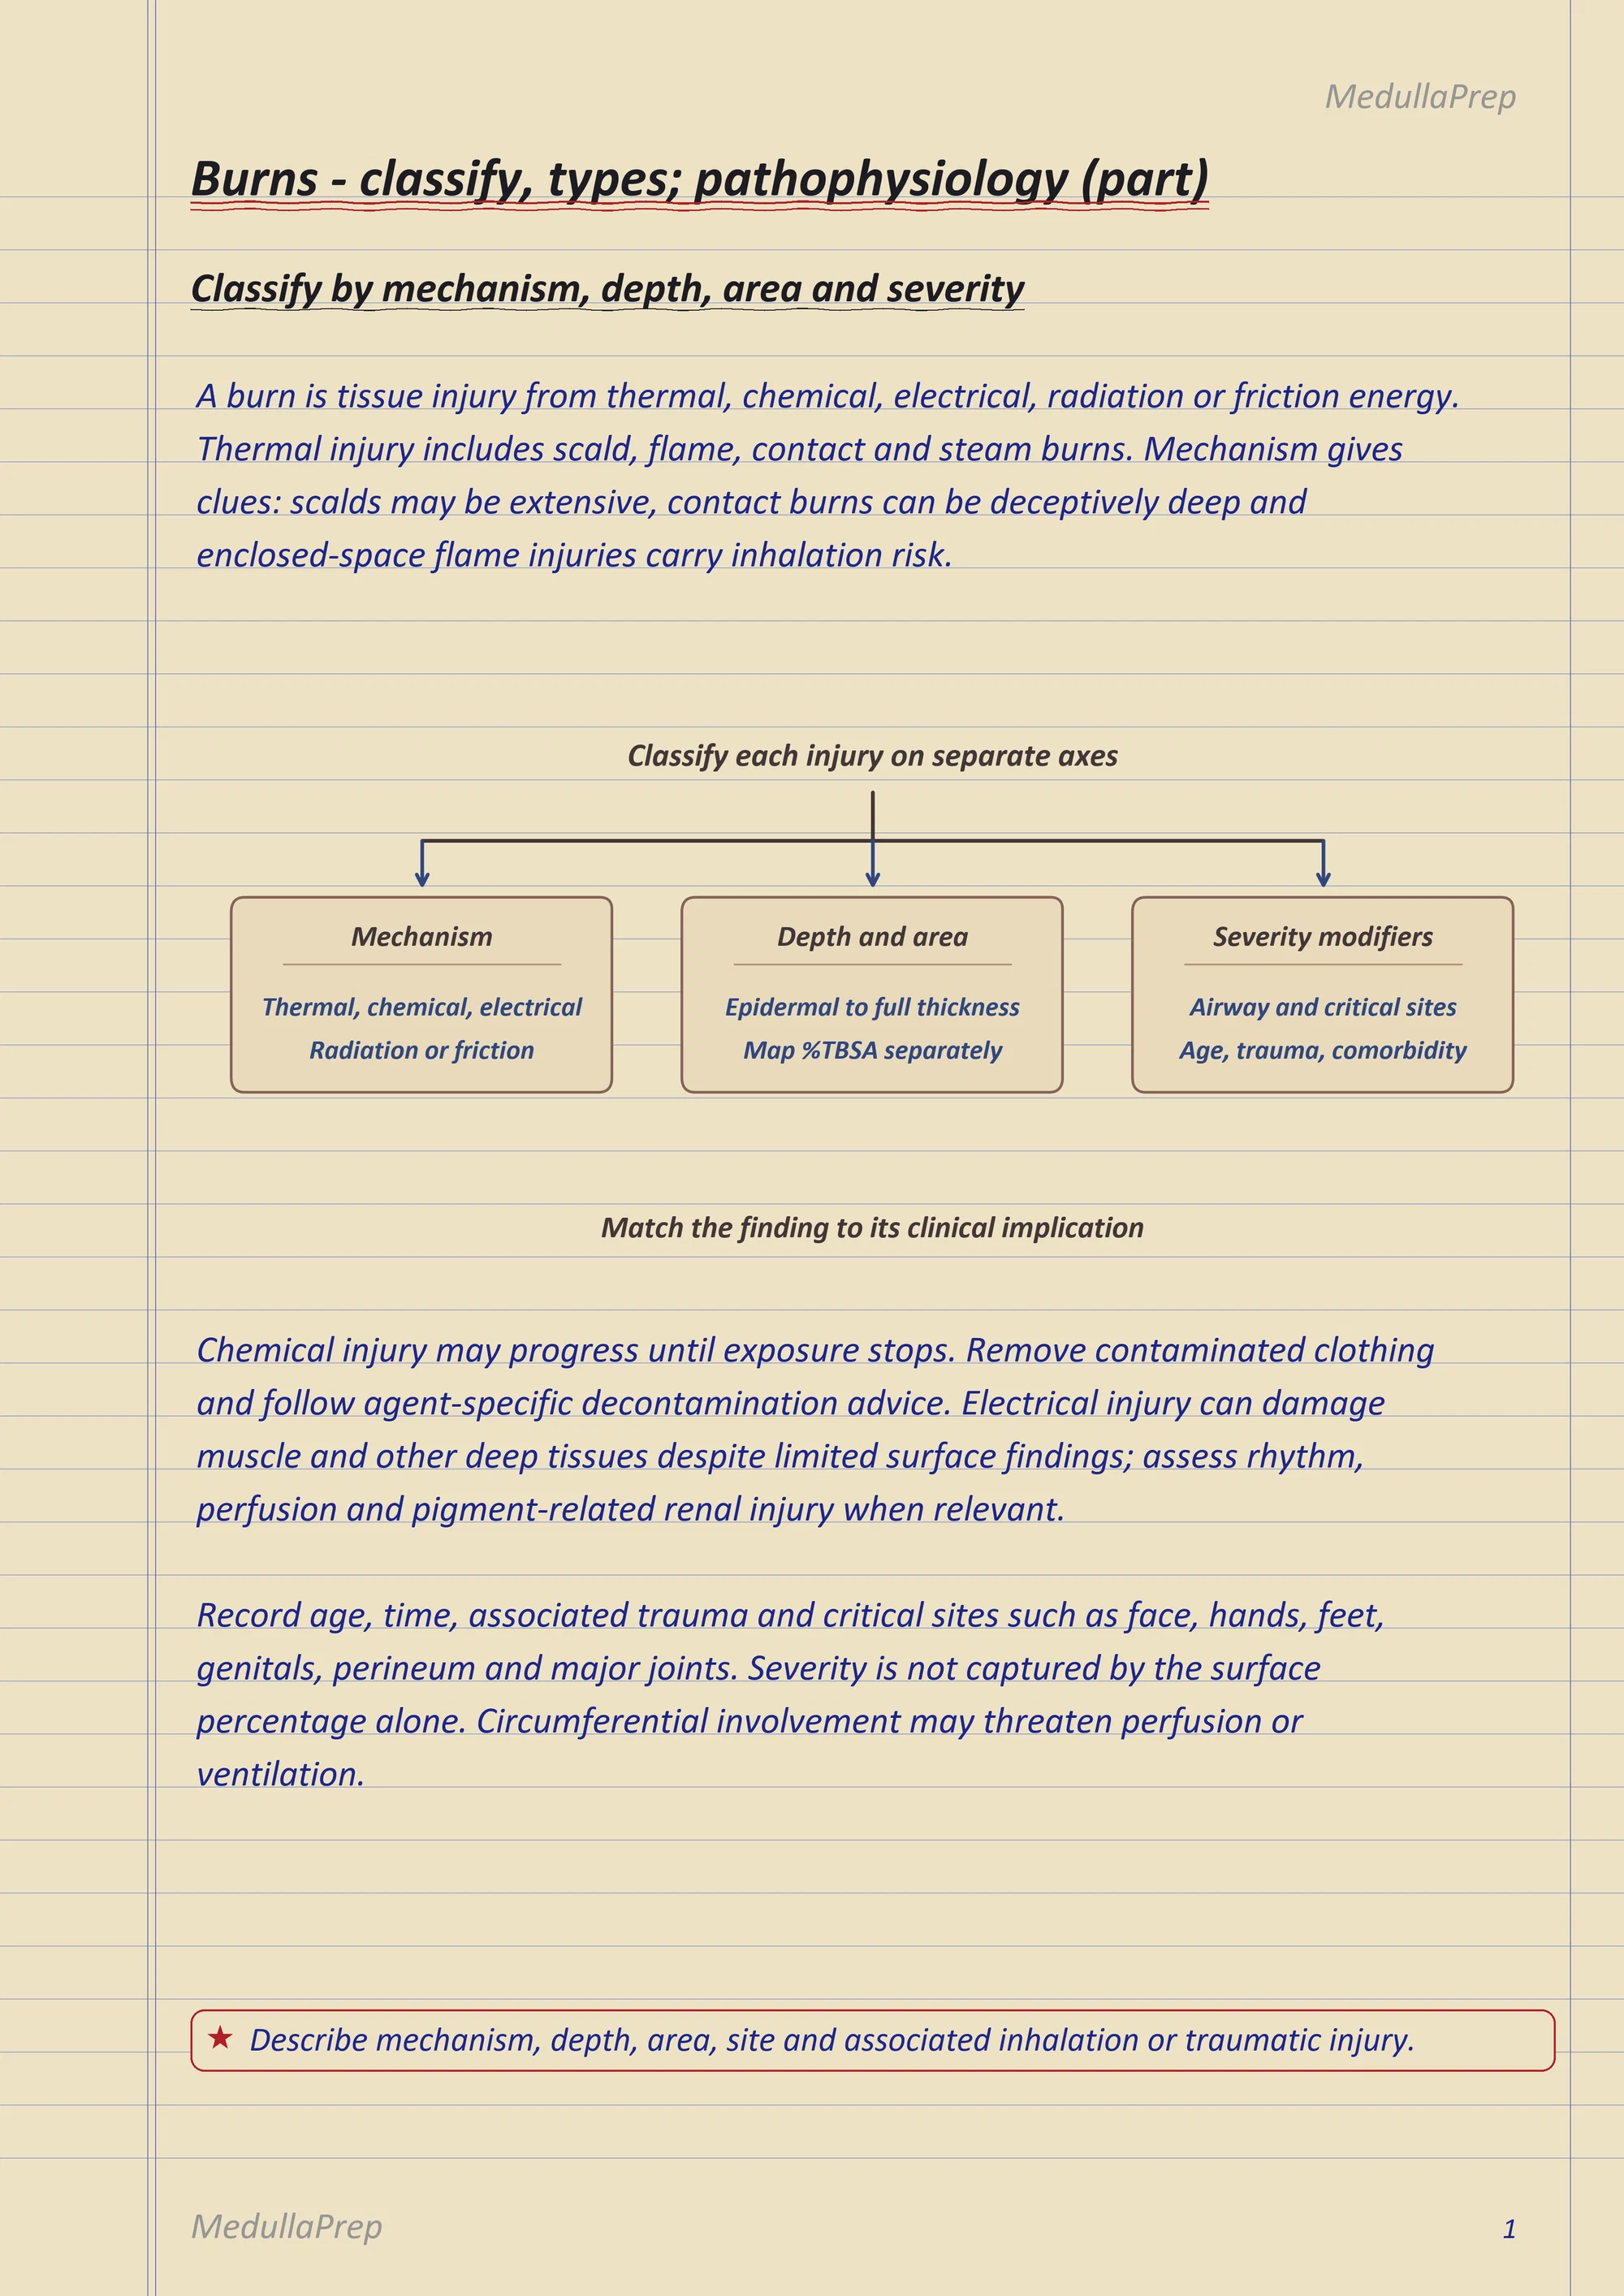 MedullaPrep
Burns - classify, types; pathophysiology (part)
Classify by mechanism, depth, area and severity
A burn is tissue injury from thermal, chemical, electrical, radiation or friction energy.
Thermal injury includes scald, flame, contact and steam burns. Mechanism gives
clues: scalds may be extensive, contact burns can be deceptively deep and
enclosed-space flame injuries carry inhalation risk.
Classify each injury on separate axes
Mechanism
Thermal, chemical, electrical
Radiation or friction
Depth and area
Epidermal to full thickness
Map %TBSA separately
Severity modifiers
Airway and critical sites
Age, trauma, comorbidity
Match the finding to its clinical implication
Chemical injury may progress until exposure stops. Remove contaminated clothing
and follow agent-specific decontamination advice. Electrical injury can damage
muscle and other deep tissues despite limited surface findings; assess rhythm,
perfusion and pigment-related renal injury when relevant.
Record age, time, associated trauma and critical sites such as face, hands, feet,
genitals, perineum and major joints. Severity is not captured by the surface
percentage alone. Circumferential involvement may threaten perfusion or
ventilation.
★ Describe mechanism, depth, area, site and associated inhalation or traumatic injury.
MedullaPrep
1